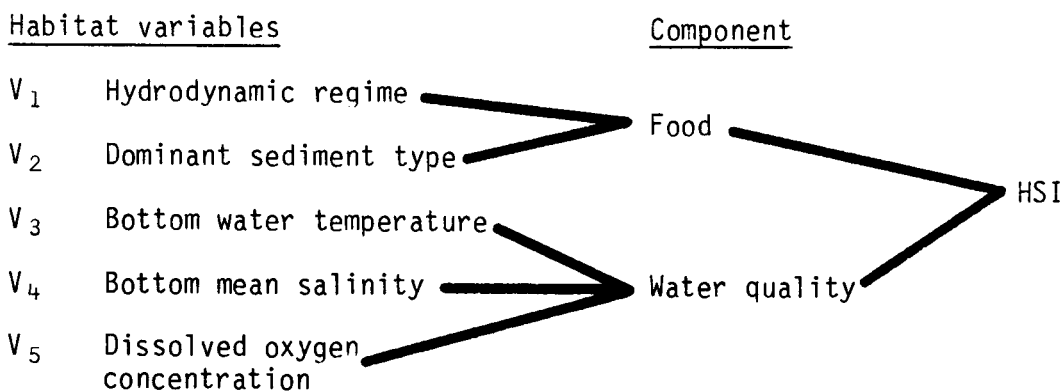 Habitat variables
Component
V1 Hydrodynamic regime
Food
V2 Dominant sediment type
HSI
V3 Bottom water temperature
V4 Bottom mean salinity
Water quality
V5 Dissolved oxygen
concentration